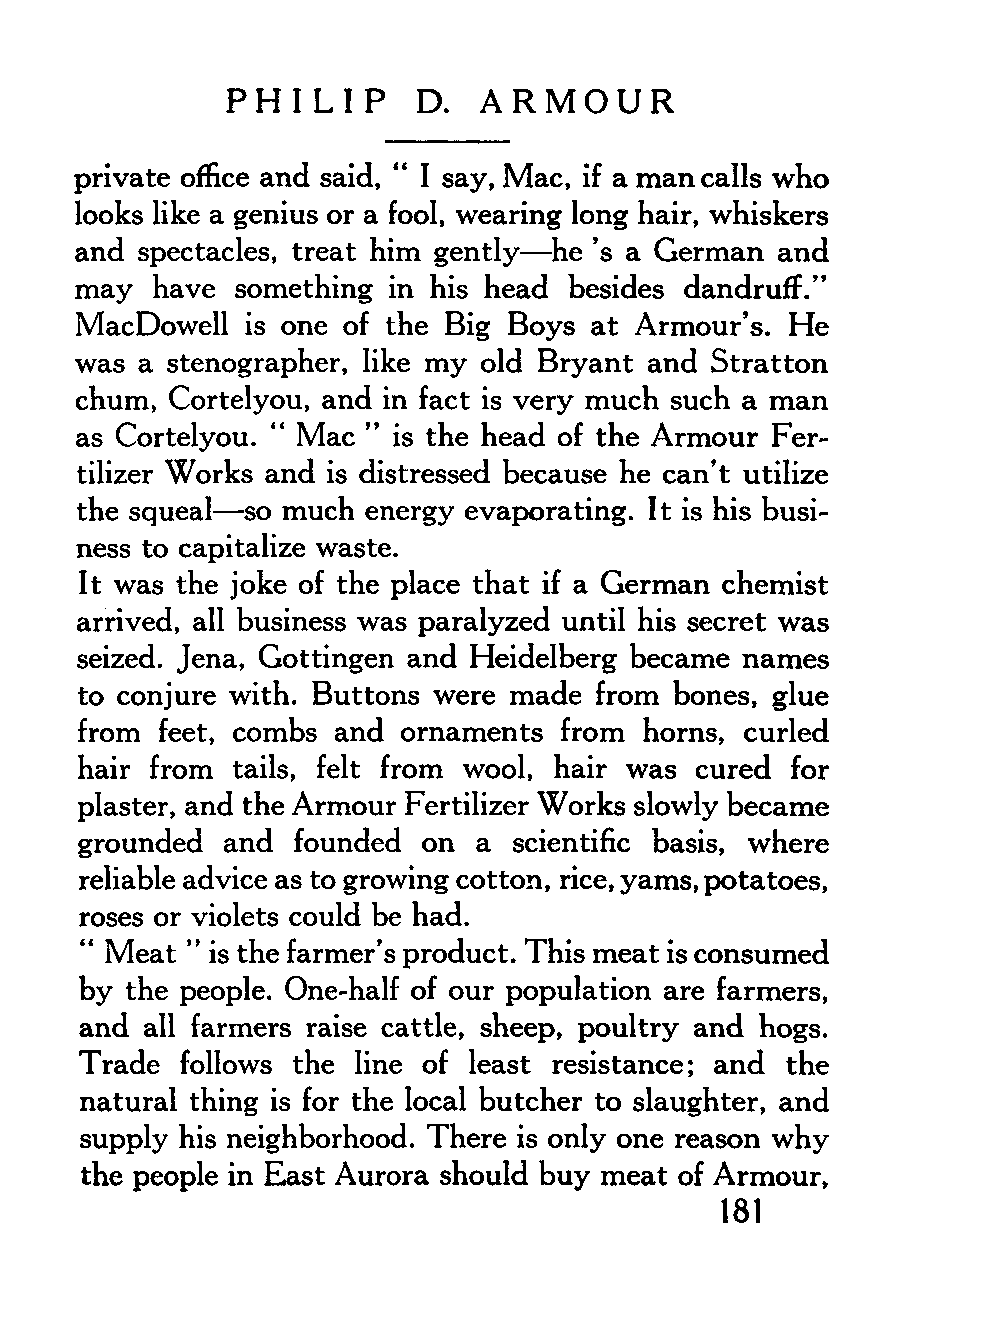 PHILIP D. ARMOUR
private office and said, “ I say, Mac, if a man calls who
looks like a genius or a fool, wearing long hair, whiskers
and spectacles, treat him gently—he ’s a German and
may have something in his head besides dandruff.”
MacDowell is one of the Big Boys at Armour’s. He
was a stenographer, like my old Bryant and Stratton
chum, Cortelyou, and in fact is very much such a man
as Cortelyou. “ Mac ” is the head of the Armour Fer-
tilizer Works and is distressed because he can’t utilize
the squeal—so much energy evaporating. It is his busi-
ness to capitalize waste.
It was the joke of the place that if a German chemist
arrived, all business was paralyzed until his secret was
seized. Jena, Gottingen and Heidelberg became names
to conjure with. Buttons were made from bones, glue
from feet, combs and ornaments from horns, curled
hair from tails, felt from wool, hair was cured for
plaster, and the Armour Fertilizer Works slowly became
grounded and founded on a scientific basis, where
reliable advice as to growing cotton, rice, yams, potatoes,
roses or violets could be had.
“ Meat ” is the farmer’s product. This meat is consumed
by the people. One-half of our population are farmers,
and all farmers raise cattle, sheep, poultry and hogs.
Trade follows the line of least resistance; and the
natural thing is for the local butcher to slaughter, and
supply his neighborhood. There is only one reason why
the people in East Aurora should buy meat of Armour,
181